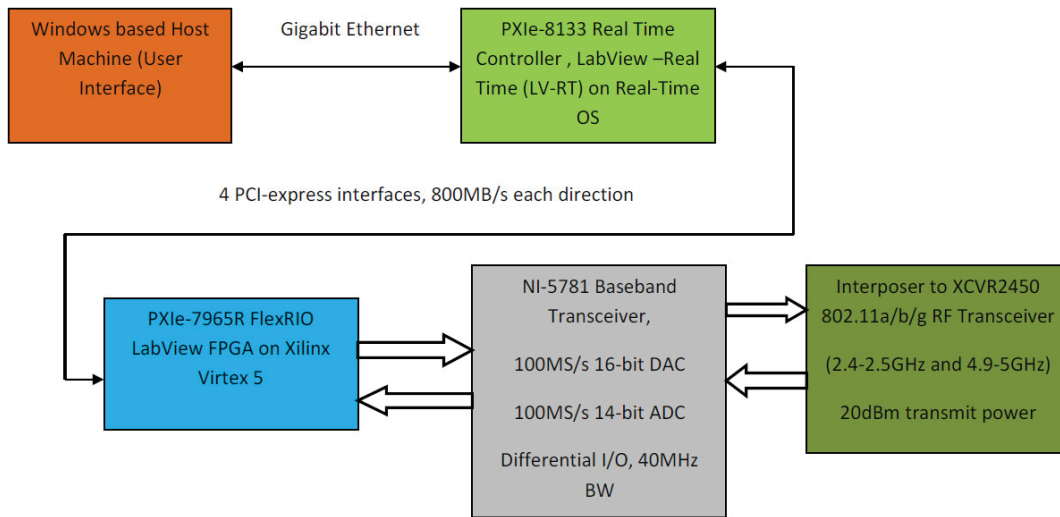 Windows based Host
Machine (User
Interface)
Gigabit Ethernet
PXIe-8133 Real Time
Controller , LabView –Real
Time (LV-RT) on Real-Time
OS
4 PCI-express interfaces, 800MB/s each direction
PXIe-7965R FlexRIO
LabView FPGA on Xilinx
Virtex 5
NI-5781 Baseband
Transceiver,
100MS/s 16-bit DAC
100MS/s 14-bit ADC
Differential I/O, 40MHz
BW
Interposer to XCVR2450
802.11a/b/g RF Transceiver
(2.4-2.5GHz and 4.9-5GHz)
20dBm transmit power